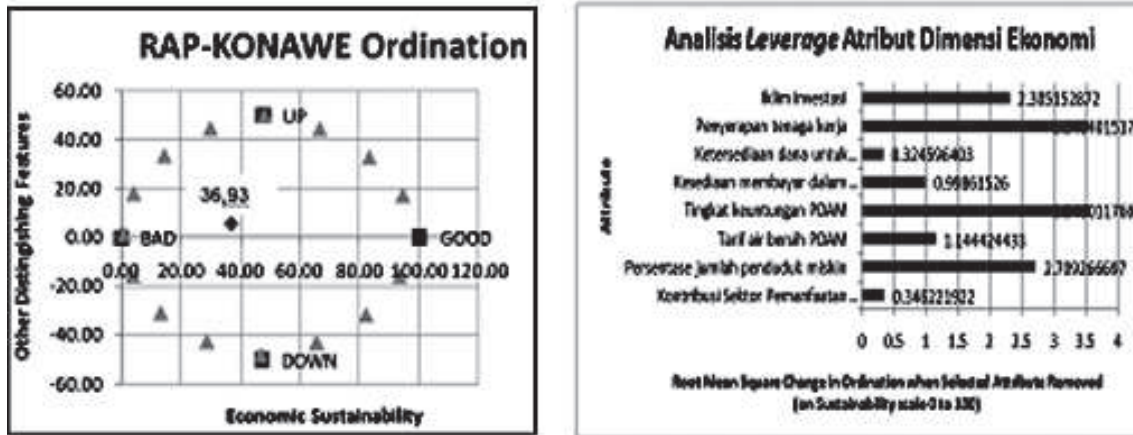 RAP-KONAWE Ordination
Other Distingishing Features
60.00
40.00
20.00
0.00
-20.00
-40.00
-60.00
UP
36,93
BAD
GOOD
DOWN
0.00 20.00 40.00 60.00 80.00 100.00 120.00
Economic Sustainability
Analisis Leverage Atribut Dimensi Ekonomi
Attribute
Iklim Investasi
2.385152872
Penyerapan tenaga kerja
Ketersediaan dana untuk ...
0.324596403
Kesediaan membayar dalam ...
0.99861526
Tingkat keuntungan PDAM
Tarif air bersih PDAM
1.144424433
Persentase jumlah penduduk miskin
2.709266687
Kontribusi Sektor Pemanfaatan ...
0.346221922
0 0.5 1 1.5 2 2.5 3 3.5 4
Root Mean Square Change in Ordination when Selected Attribute Removed
(on Sustainability scale 0 to 100)